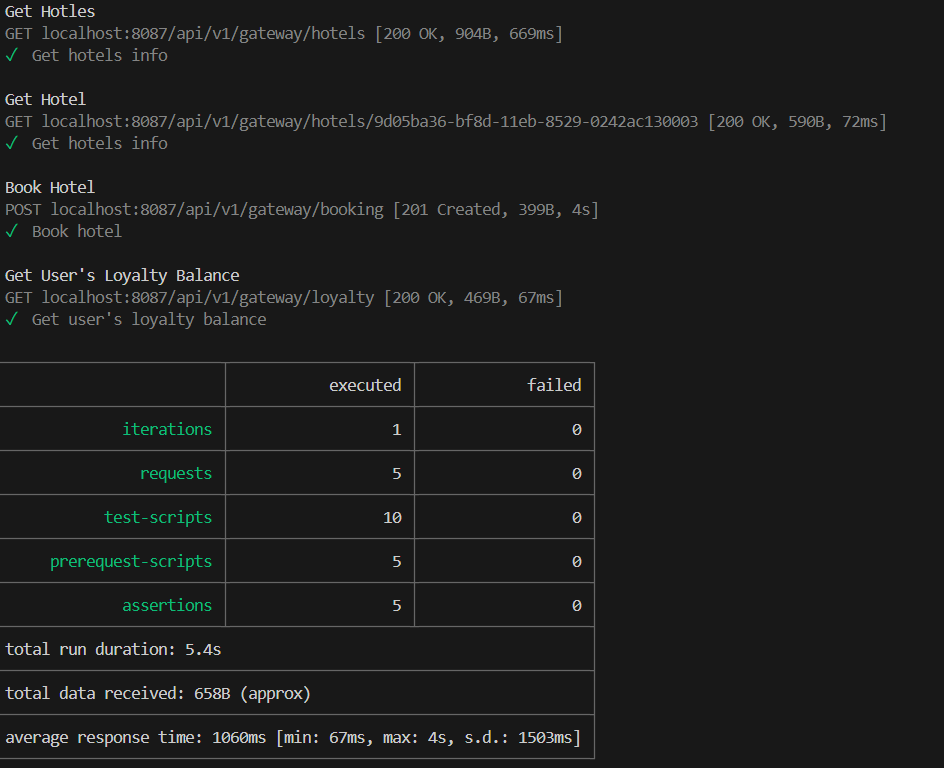 Get Hotles
GET localhost:8087/api/v1/gateway/hotels [200 OK, 904B, 669ms]
✓ Get hotels info
Get Hotel
GET localhost:8087/api/v1/gateway/hotels/9d05ba36-bf8d-11eb-8529-0242ac130003 [200 OK, 590B, 72ms]
✓ Get hotels info
Book Hotel
POST localhost:8087/api/v1/gateway/booking [201 Created, 399B, 4s]
✓ Book hotel
Get User's Loyalty Balance
GET localhost:8087/api/v1/gateway/loyalty [200 OK, 469B, 67ms]
✓ Get user's loyalty balance
executed failed
iterations 1 0
requests 5 0
test-scripts 10 0
prerequest-scripts 5 0
assertions 5 0
total run duration: 5.4s
total data received: 658B (approx)
average response time: 1060ms [min: 67ms, max: 4s, s.d.: 1503ms]